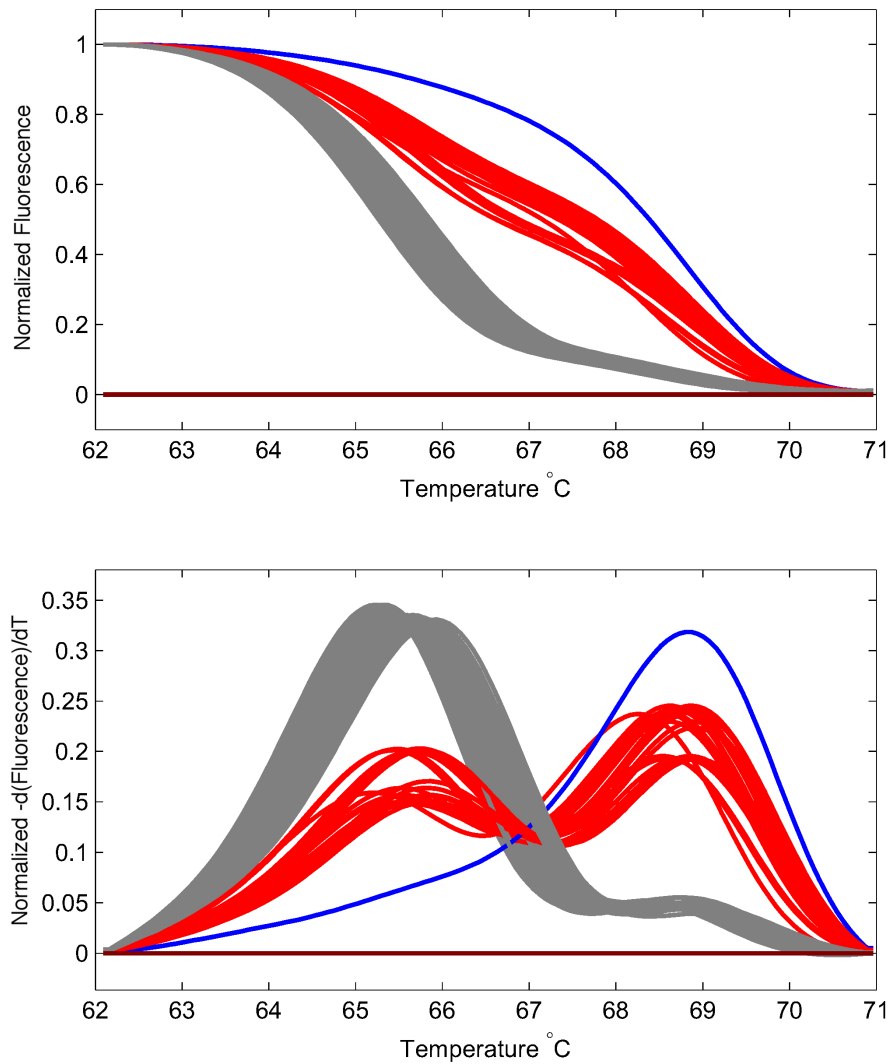 Normalized Fluorescence
1
0.8
0.6
0.4
0.2
0
62 63 64 65 66 67 68 69 70 71
Temperature °C
Normalized -d(Fluorescence)/dT
0.35
0.3
0.25
0.2
0.15
0.1
0.05
0
62 63 64 65 66 67 68 69 70 71
Temperature °C